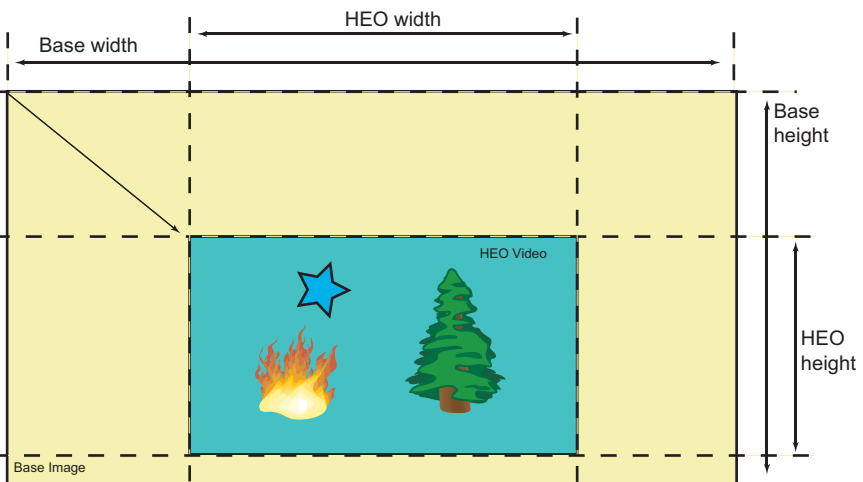 HEO width
Base width
Base
height
HEO Video
HEO
height
Base Image